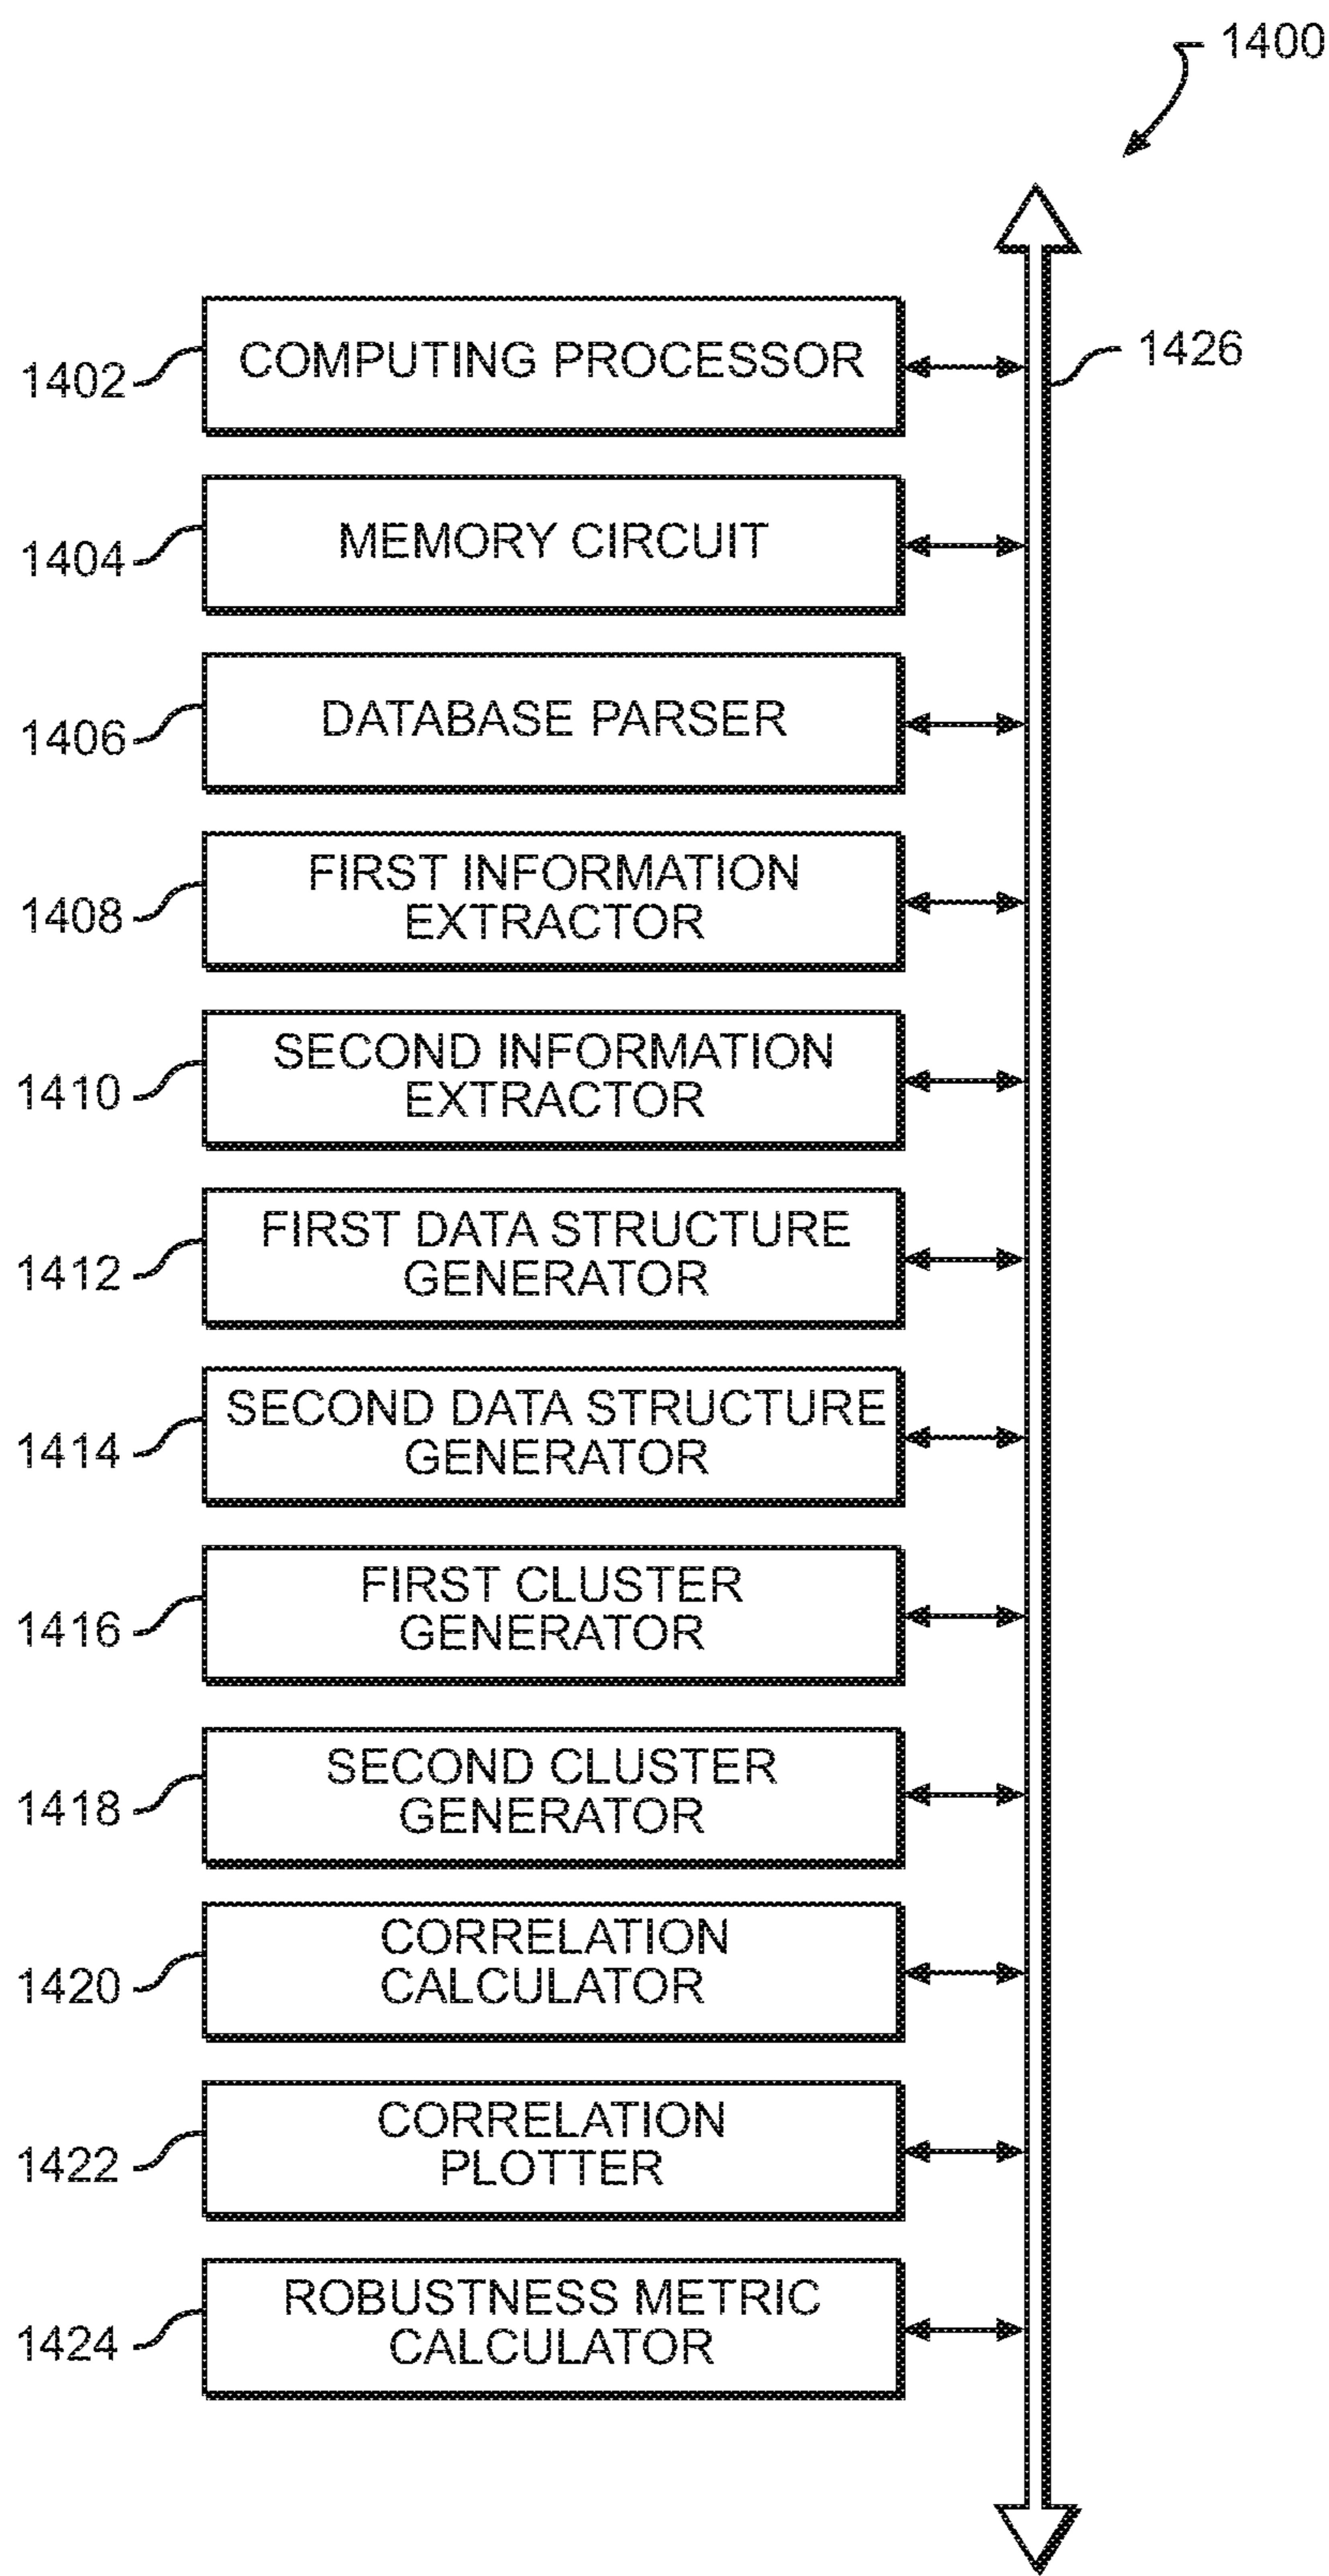 1400
1402
COMPUTING PROCESSOR
1426
1404
MEMORY CIRCUIT
1406
DATABASE PARSER
1408
FIRST INFORMATION
EXTRACTOR
1410
SECOND INFORMATION
EXTRACTOR
1412
FIRST DATA STRUCTURE
GENERATOR
1414
SECOND DATA STRUCTURE
GENERATOR
1416
FIRST CLUSTER
GENERATOR
1418
SECOND CLUSTER
GENERATOR
1420
CORRELATION
CALCULATOR
1422
CORRELATION
PLOTTER
1424
ROBUSTNESS METRIC
CALCULATOR